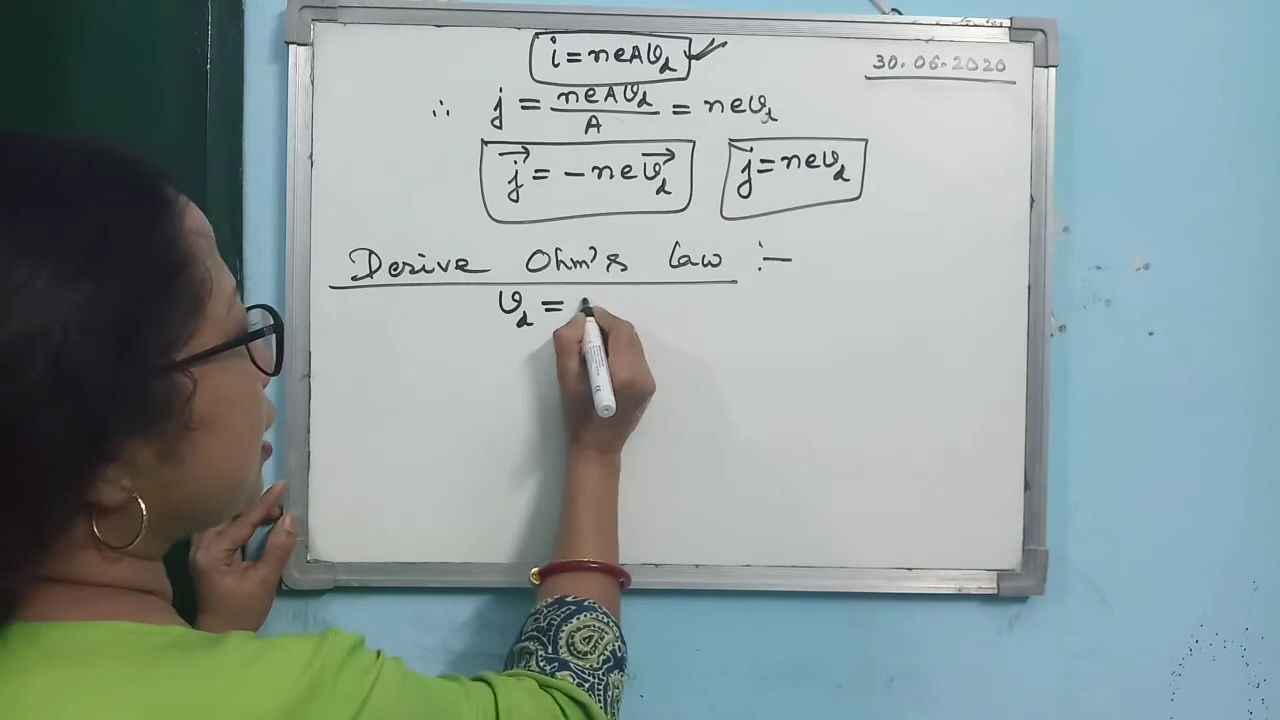 i = neAv_d ✓
30.06.2020
∴ j = neAv_d / A = nev_d
j⃗ = -nev⃗_d
j = nev_d
Derive Ohm's law :-
v_d =